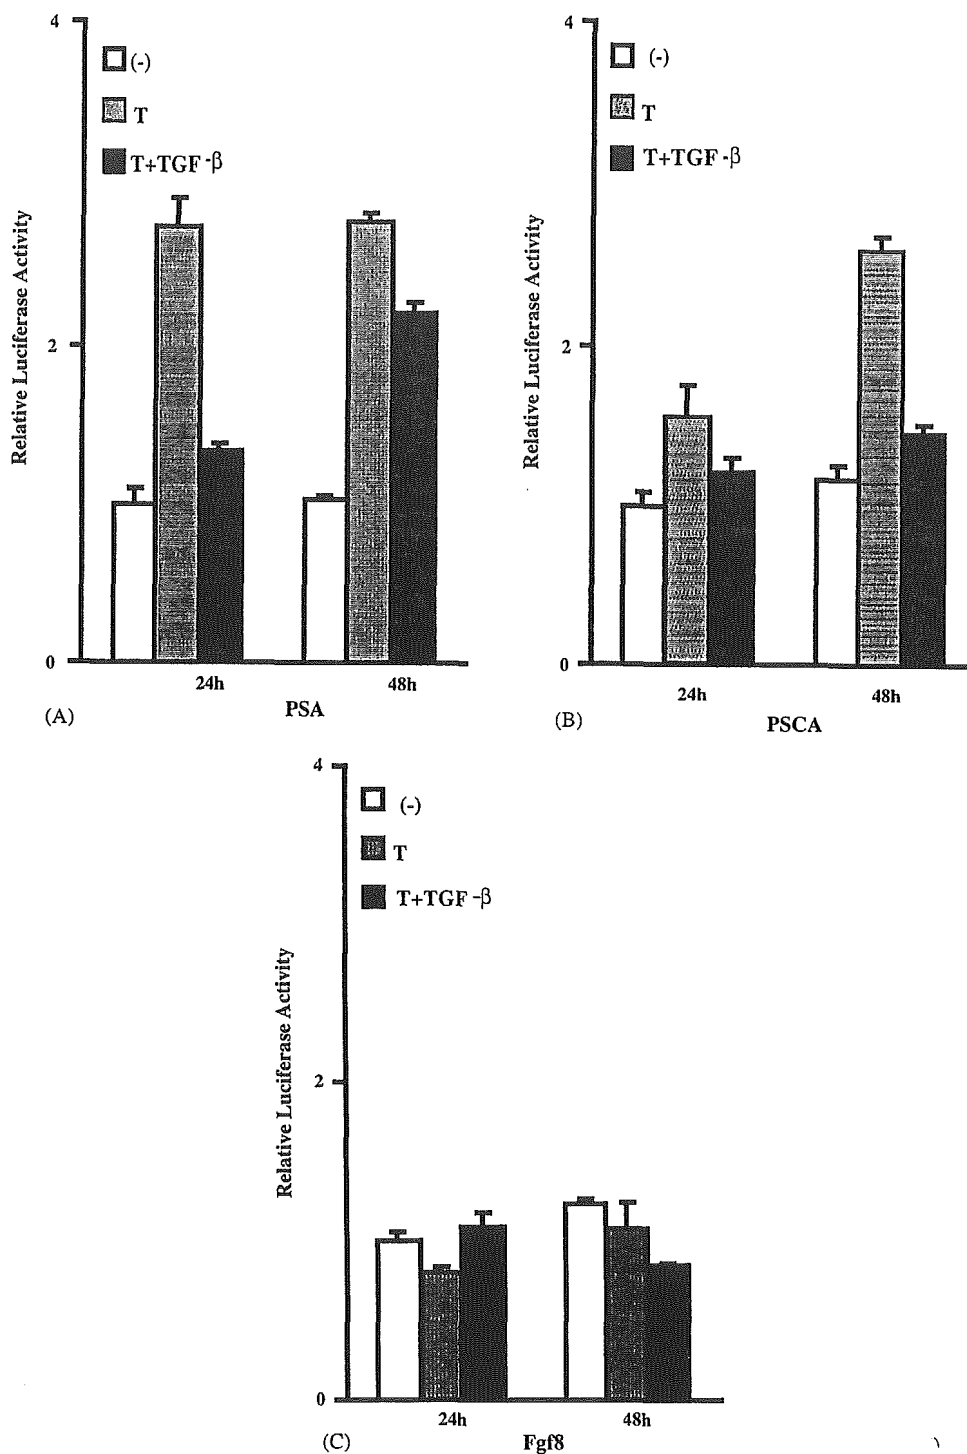 4
(-)
T
T+TGF-β
2
0
Relative Luciferase Activity
24h
48h
(A)
PSA
4
(-)
T
T+TGF-β
2
0
Relative Luciferase Activity
24h
48h
(B)
PSCA
4
(-)
T
T+TGF-β
2
0
Relative Luciferase Activity
24h
48h
(C)
Fgf8